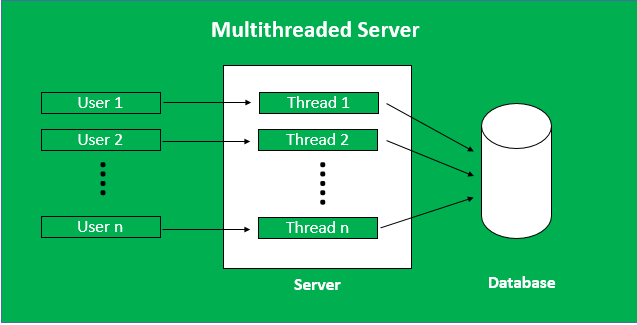 Multithreaded Server
User 1
Thread 1
User 2
Thread 2
User n
Thread n
Server
Database